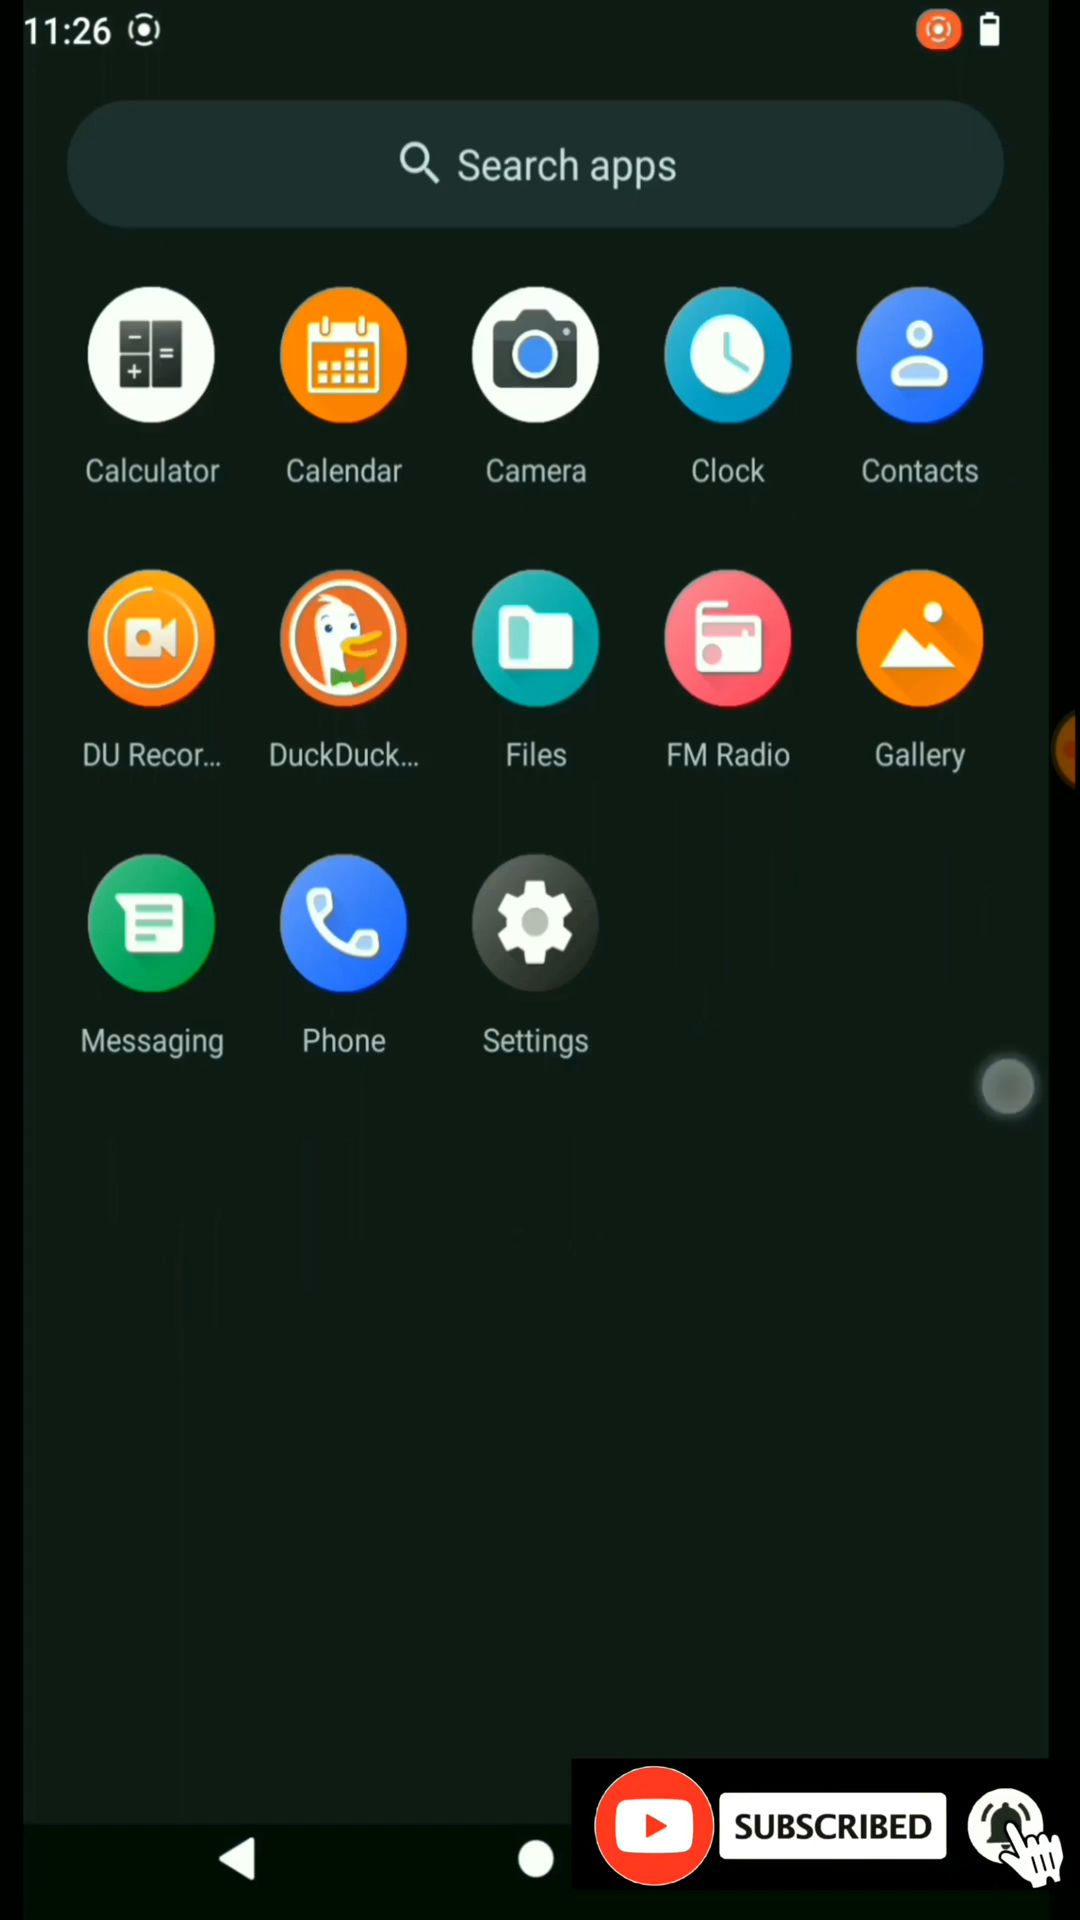 11:26
Search apps
Calculator Calendar Camera Clock Contacts
DU Recor... DuckDuck... Files FM Radio Gallery
Messaging Phone Settings
SUBSCRIBED